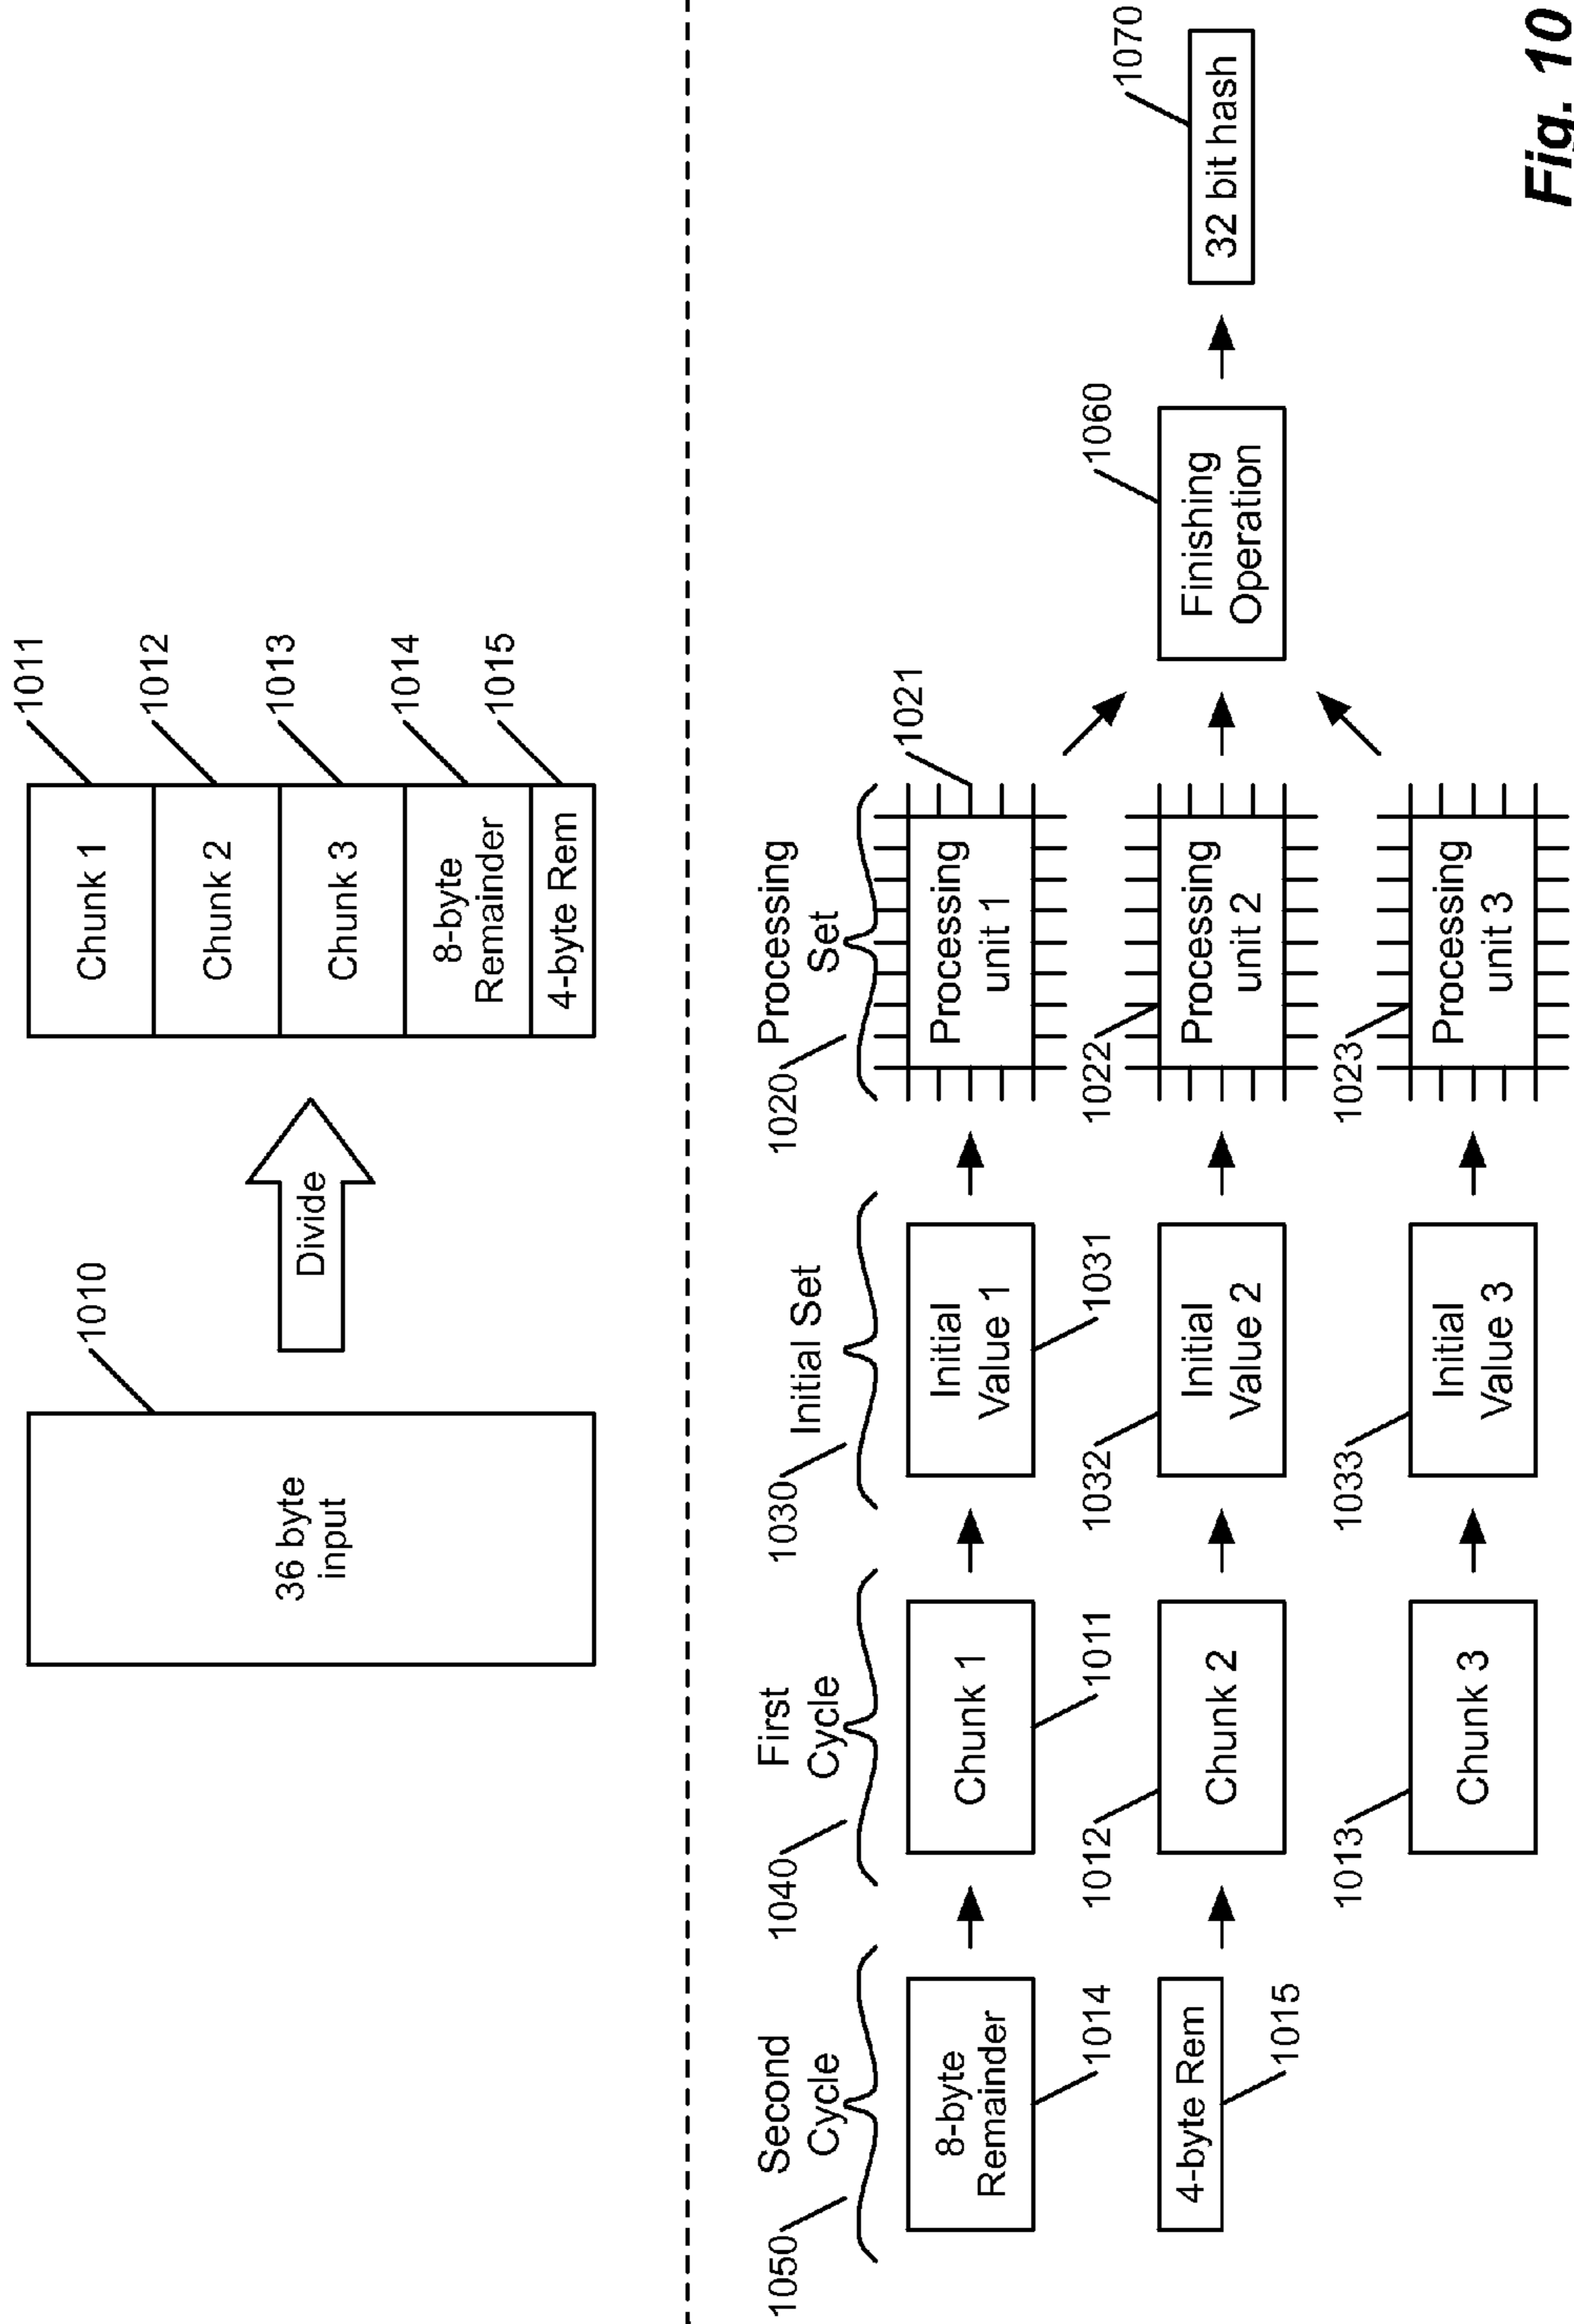 1010
36 byte
input
Divide
Chunk 1
Chunk 2
Chunk 3
8-byte
Remainder
4-byte Rem
1011
1012
1013
1014
1015
1050
Second
Cycle
8-byte
Remainder
1014
4-byte Rem
1015
1040
First
Cycle
Chunk 1
1011
1012
Chunk 2
1013
Chunk 3
1030
Initial Set
Initial
Value 1
1031
1032
Initial
Value 2
1033
Initial
Value 3
1020
Processing
Set
Processing
unit 1
1021
1022
Processing
unit 2
1023
Processing
unit 3
1060
Finishing
Operation
1070
32 bit hash
Fig. 10